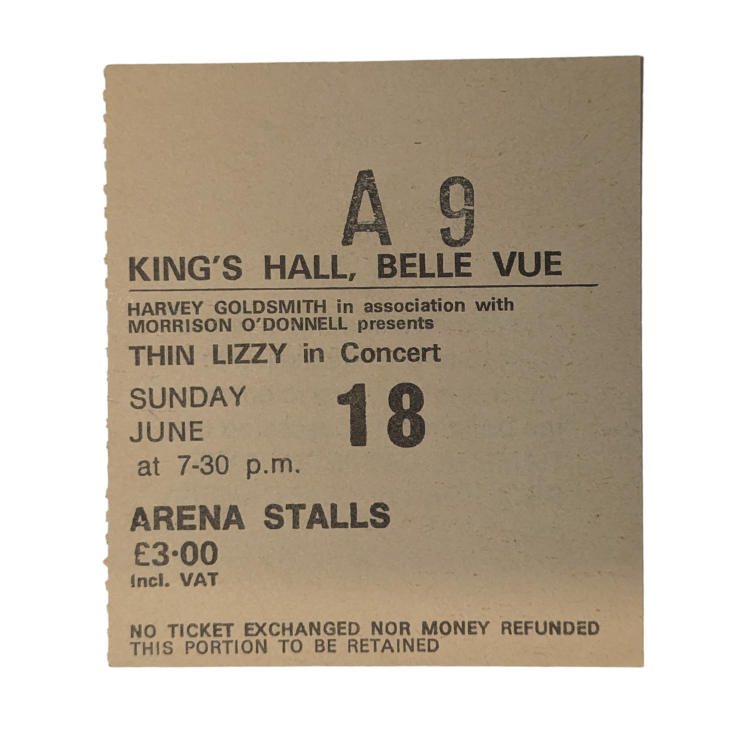 A 9
KING'S HALL, BELLE VUE
HARVEY GOLDSMITH in association with
MORRISON O'DONNELL presents
THIN LIZZY in Concert
SUNDAY
JUNE 18
at 7-30 p.m.
ARENA STALLS
£3·00
incl. VAT
NO TICKET EXCHANGED NOR MONEY REFUNDED
THIS PORTION TO BE RETAINED